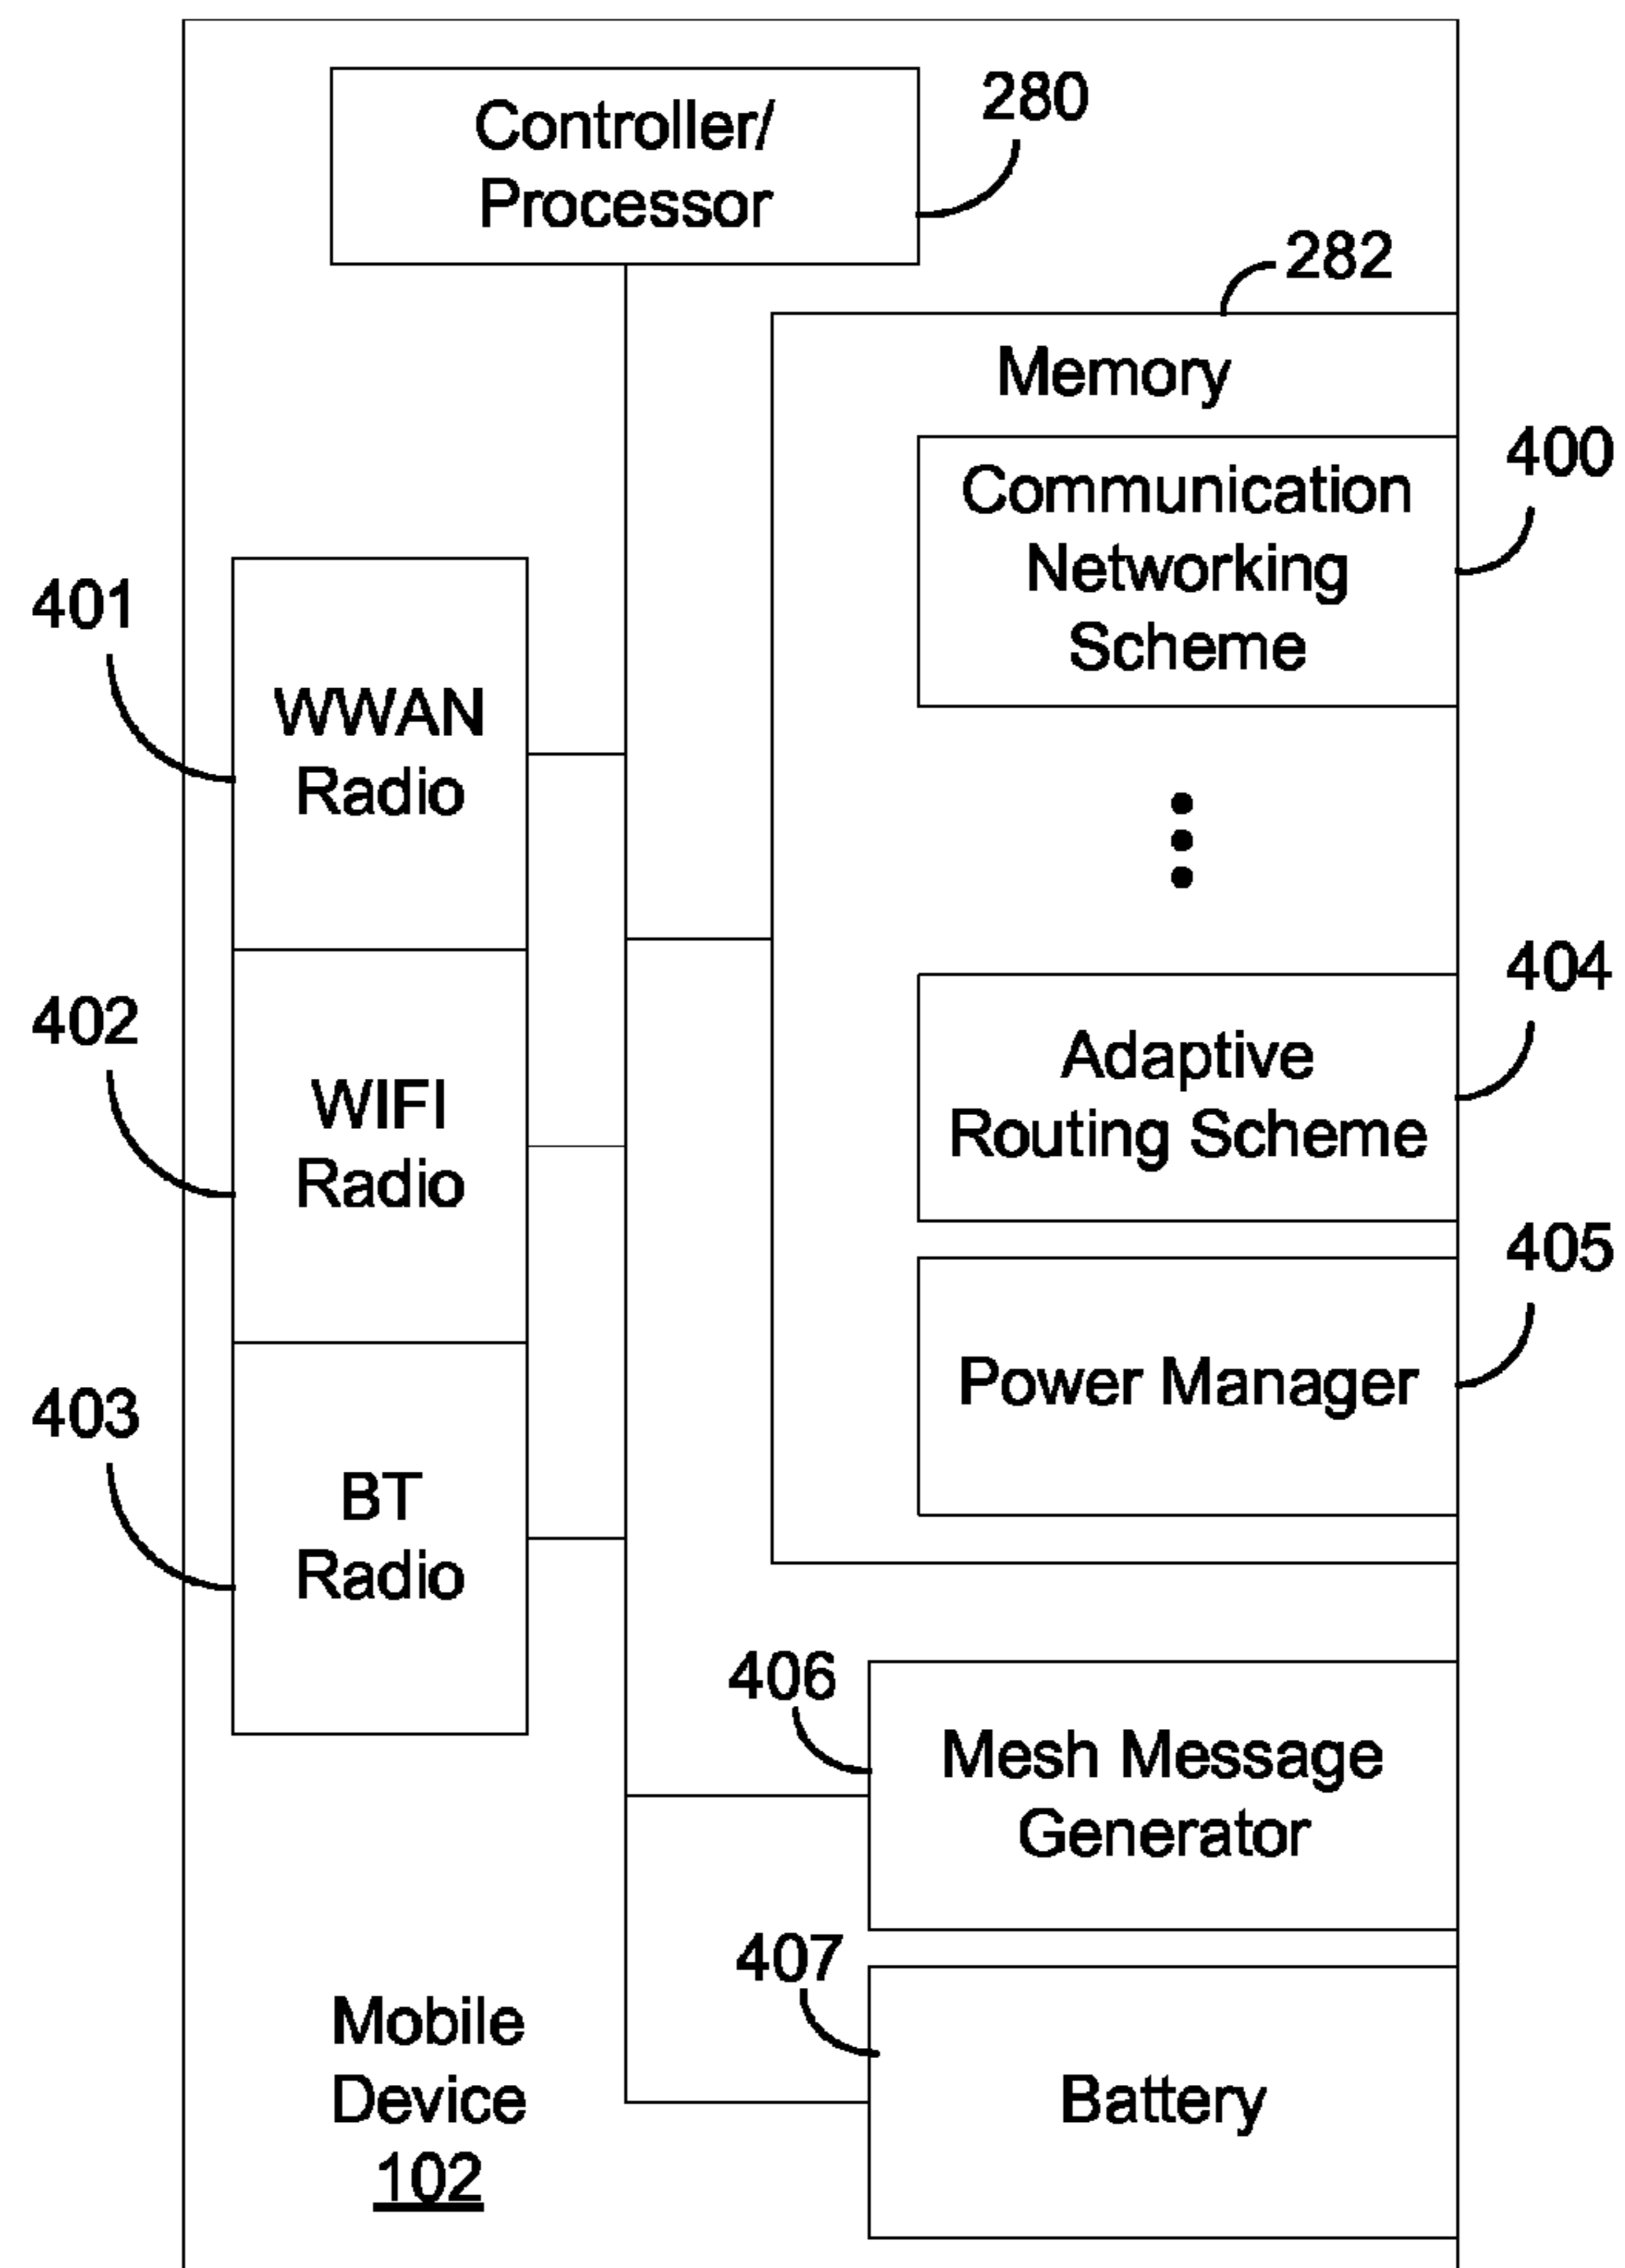 Controller/
Processor
280
282
Memory
400
Communication
Networking
Scheme
401
WWAN
Radio
404
402
Adaptive
Routing Scheme
WIFI
Radio
405
Power Manager
403
BT
Radio
406
Mesh Message
Generator
407
Battery
Mobile
Device
102